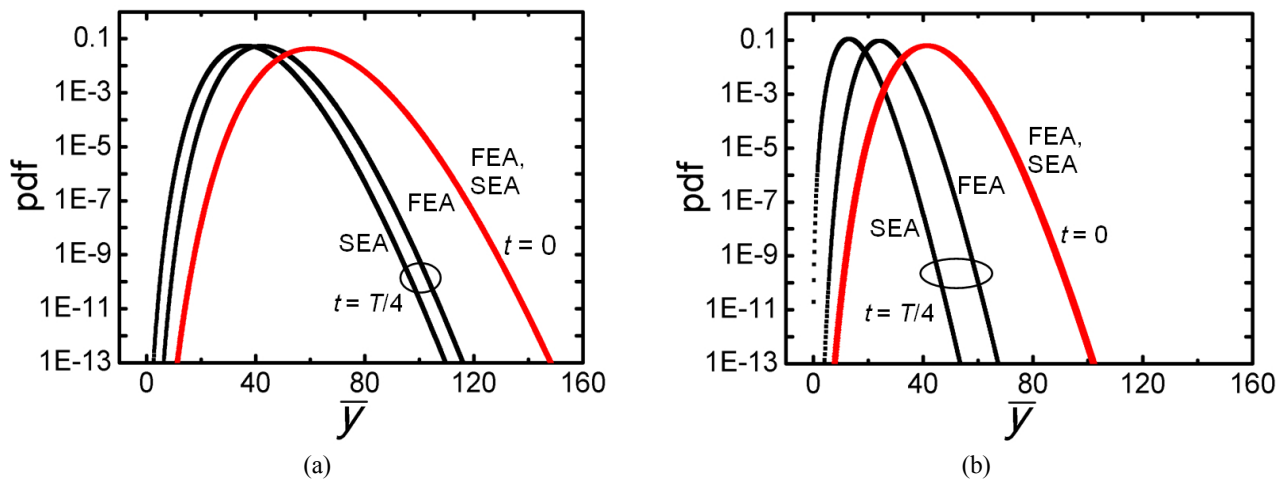 0.1
1E-3
1E-5
1E-7
1E-9
1E-11
1E-13
pdf
FEA,
SEA
FEA
SEA
t = 0
t = T/4
0 40 80 120 160
y̅
(a)
0.1
1E-3
1E-5
1E-7
1E-9
1E-11
1E-13
pdf
FEA,
SEA
FEA
SEA
t = 0
t = T/4
0 40 80 120 160
y̅
(b)